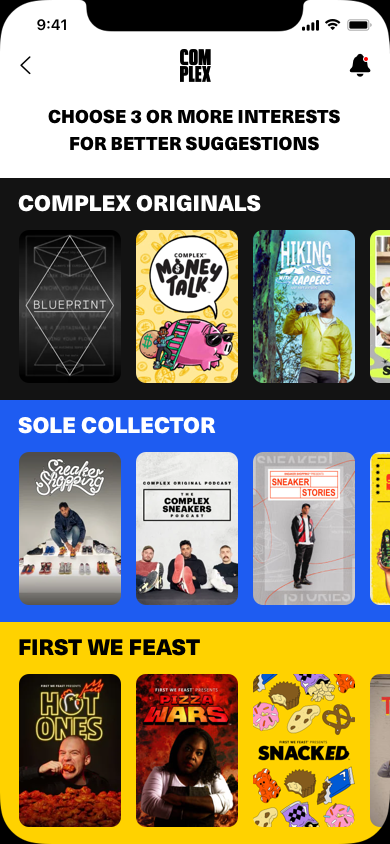 9:41
COM
PLEX
CHOOSE 3 OR MORE INTERESTS
FOR BETTER SUGGESTIONS
COMPLEX ORIGINALS
BLUEPRINT
COMPLEX
MONEY
TALK
HIKING
WITH RAPPERS
SOLE COLLECTOR
Sneaker
Shopping
COMPLEX ORIGINAL PODCAST
THE
COMPLEX
SNEAKERS
PODCAST
SNEAKER
STORIES
STORIES
FIRST WE FEAST
FIRST WE FEAST PRESENTS
HOT
ONES
FIRST WE FEAST PRESENTS
PIZZA
WARS
FIRST WE FEAST PRESENTS
SNACKED